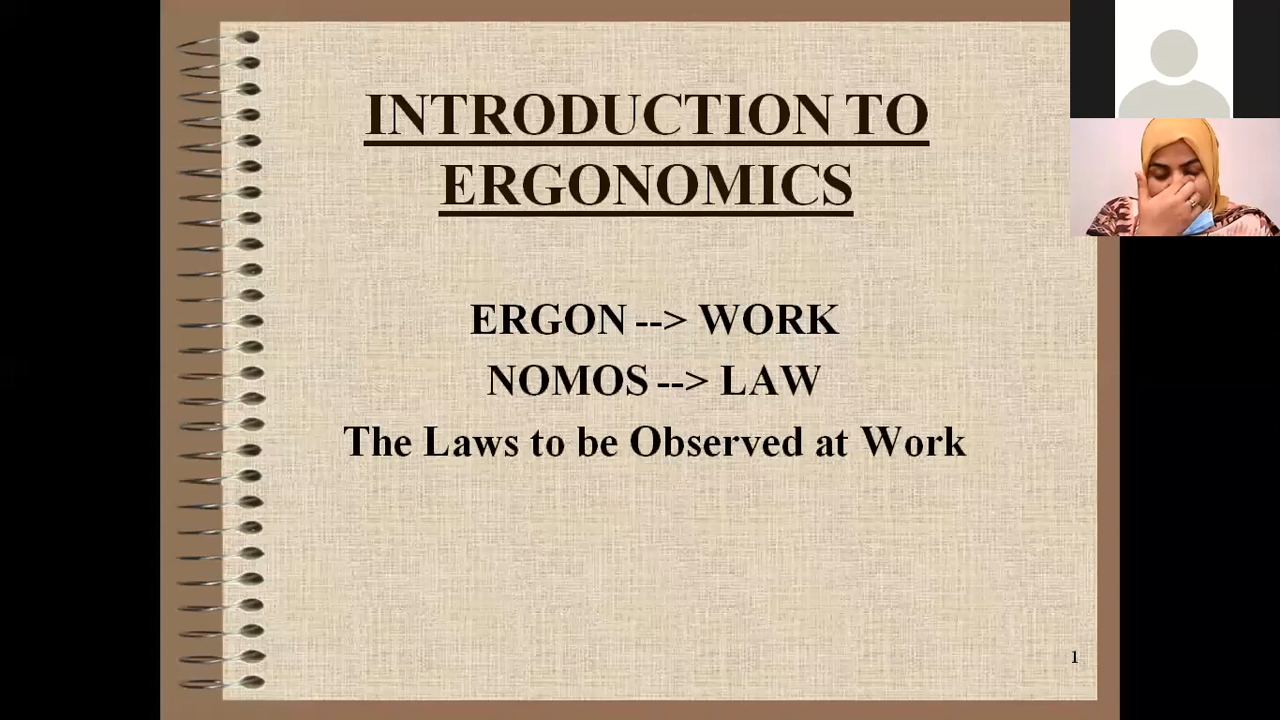 INTRODUCTION TO
ERGONOMICS
ERGON --> WORK
NOMOS --> LAW
The Laws to be Observed at Work
1